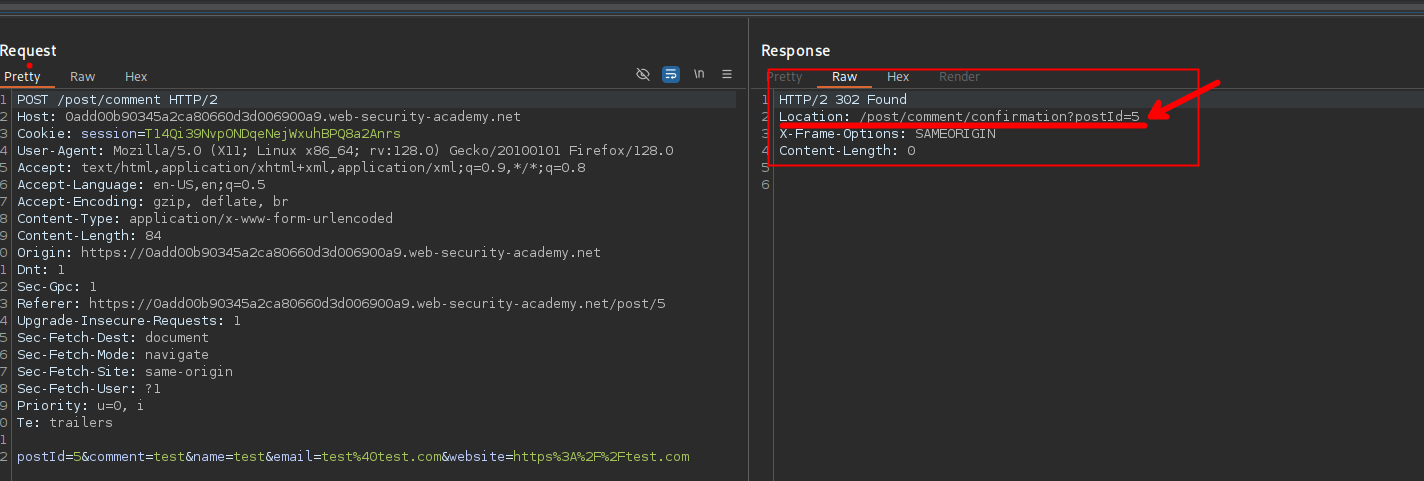 Request
Pretty Raw Hex \n
1 POST /post/comment HTTP/2
2 Host: 0add00b90345a2ca80660d3d006900a9.web-security-academy.net
3 Cookie: session=T14Qi39NvpONDqeNejWxuhBPQ8a2Anrs
4 User-Agent: Mozilla/5.0 (X11; Linux x86_64; rv:128.0) Gecko/20100101 Firefox/128.0
5 Accept: text/html,application/xhtml+xml,application/xml;q=0.9,*/*;q=0.8
6 Accept-Language: en-US,en;q=0.5
7 Accept-Encoding: gzip, deflate, br
8 Content-Type: application/x-www-form-urlencoded
9 Content-Length: 84
0 Origin: https://0add00b90345a2ca80660d3d006900a9.web-security-academy.net
1 Dnt: 1
2 Sec-Gpc: 1
3 Referer: https://0add00b90345a2ca80660d3d006900a9.web-security-academy.net/post/5
4 Upgrade-Insecure-Requests: 1
5 Sec-Fetch-Dest: document
6 Sec-Fetch-Mode: navigate
7 Sec-Fetch-Site: same-origin
8 Sec-Fetch-User: ?1
9 Priority: u=0, i
0 Te: trailers
1
2 postId=5&comment=test&name=test&email=test%40test.com&website=https%3A%2F%2Ftest.com
Response
Pretty Raw Hex Render
1 HTTP/2 302 Found
2 Location: /post/comment/confirmation?postId=5
3 X-Frame-Options: SAMEORIGIN
4 Content-Length: 0
5
6